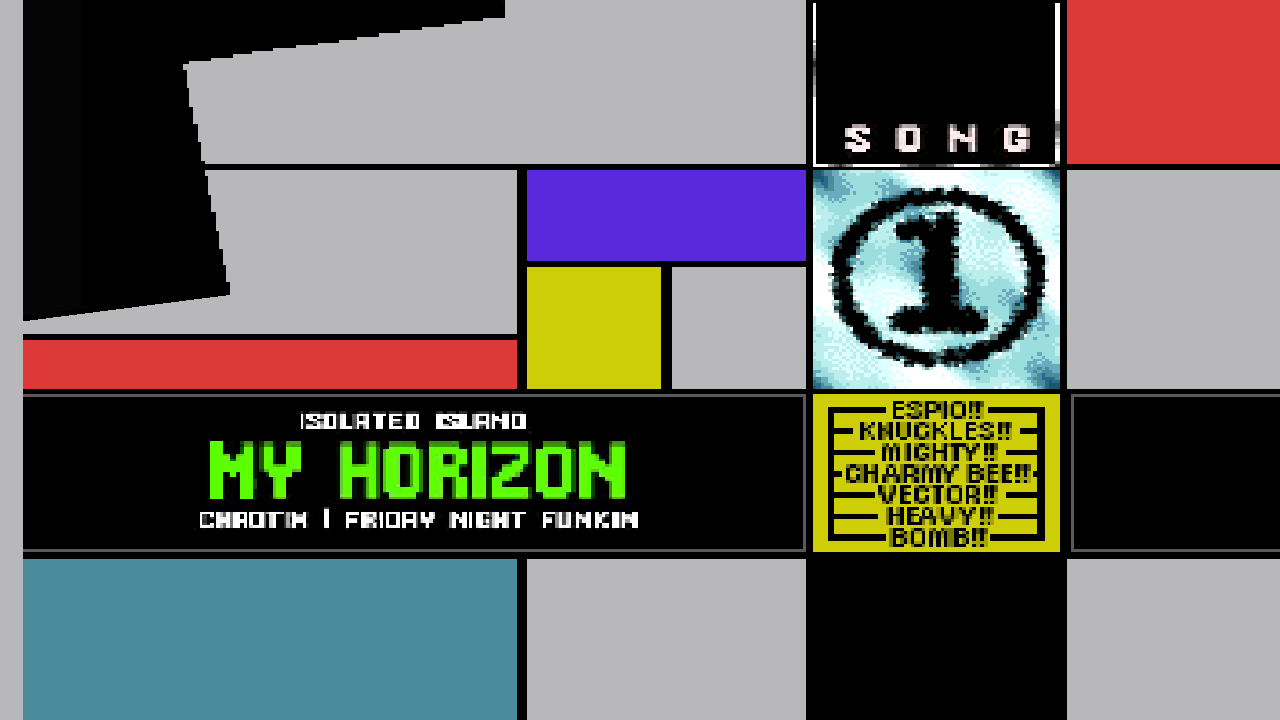 SONG
1
ISOLATED ISLAND
MY HORIZON
CHAOTIX | FRIDAY NIGHT FUNKIN
ESPIO!!
KNUCKLES!!
MIGHTY!!
CHARMY BEE!!
VECTOR!!
HEAVY!!
BOMB!!